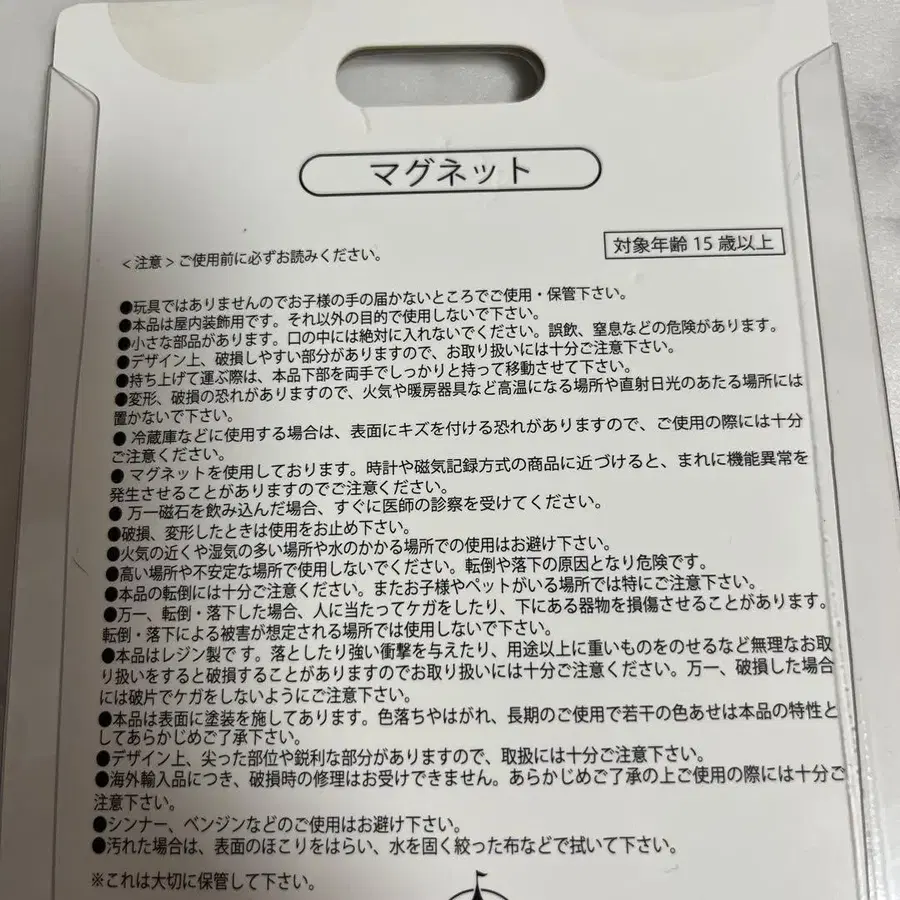 マグネット
対象年齢 15 歳以上
< 注意 > ご使用前に必ずお読みください。
●玩具ではありませんのでお子様の手の届かないところでご使用・保管下さい。
●本品は屋内装飾用です。それ以外の目的で使用しないで下さい。
●小さな部品があります。口の中には絶対に入れないでください。誤飲、窒息などの危険があります。
●デザイン上、破損しやすい部分がありますので、お取り扱いには十分ご注意下さい。
●持ち上げて運ぶ際は、本品下部を両手でしっかりと持って移動させて下さい。
●変形、破損の恐れがありますので、火気や暖房器具など高温になる場所や直射日光のあたる場所には
置かないで下さい。
● 冷蔵庫などに使用する場合は、表面にキズを付ける恐れがありますので、ご使用の際には十分
ご注意ください。
● マグネットを使用しております。時計や磁気記録方式の商品に近づけると、まれに機能異常を
発生させることがありますのでご注意ください。
● 万一磁石を飲み込んだ場合、すぐに医師の診察を受けてください。
●破損、変形したときは使用をお止め下さい。
●火気の近くや湿気の多い場所や水のかかる場所での使用はお避け下さい。
●高い場所や不安定な場所で使用しないでください。転倒や落下の原因となり危険です。
●本品の転倒には十分ご注意ください。またお子様やペットがいる場所では特にご注意下さい。
●万一、転倒・落下した場合、人に当たってケガをしたり、下にある器物を損傷させることがあります。
転倒・落下による被害が想定される場所では使用しないで下さい。
●本品はレジン製です。落としたり強い衝撃を与えたり、用途以上に重いものをのせるなど無理なお取
り扱いをすると破損することがありますのでお取り扱いには十分ご注意ください。万一、破損した場合
には破片でケガをしないようにご注意下さい。
●本品は表面に塗装を施してあります。色落ちやはがれ、長期のご使用で若干の色あせは本品の特性と
してあらかじめご了承下さい。
●デザイン上、尖った部位や鋭利な部分がありますので、取扱には十分ご注意下さい。
●海外輸入品につき、破損時の修理はお受けできません。あらかじめご了承の上ご使用の際には十分ご
注意下さい。
●シンナー、ベンジンなどのご使用はお避け下さい。
●汚れた場合は、表面のほこりをはらい、水を固く絞った布などで拭いて下さい。
※これは大切に保管して下さい。